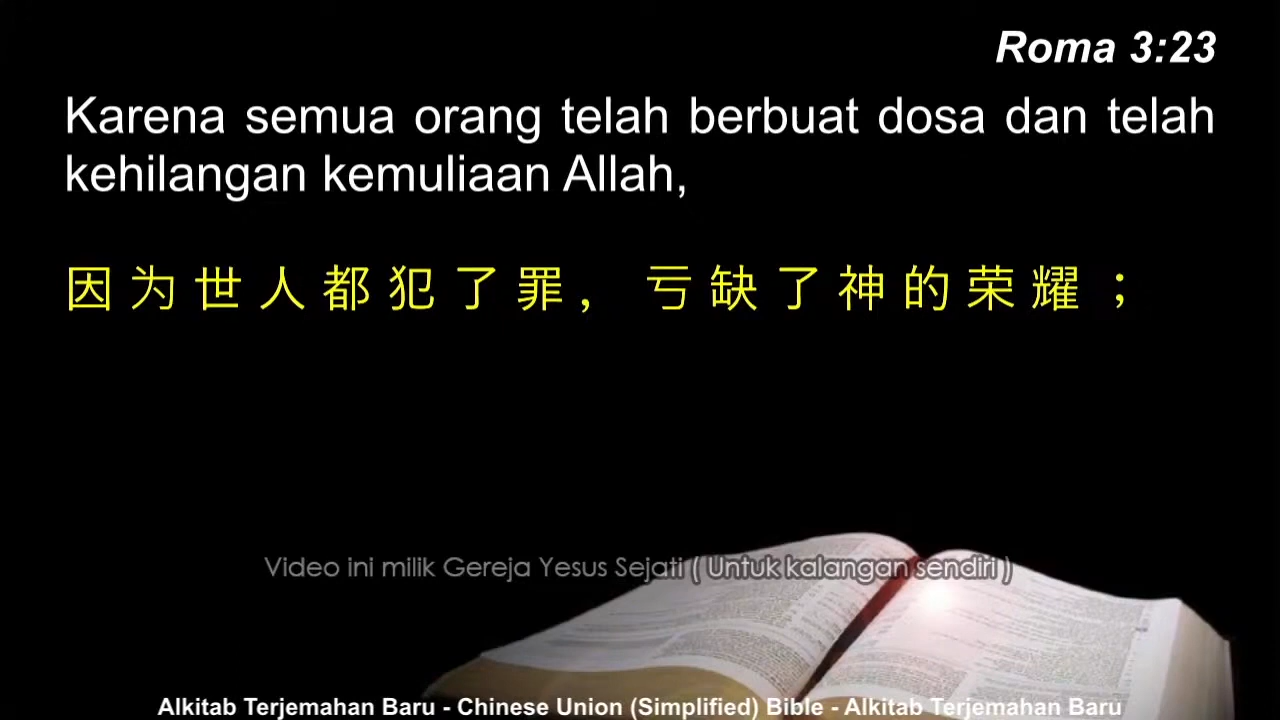 Roma 3:23
Karena semua orang telah berbuat dosa dan telah
kehilangan kemuliaan Allah,
因为世人都犯了罪，亏缺了神的荣耀；
Video ini milik Gereja Yesus Sejati ( Untuk kalangan sendiri )
Alkitab Terjemahan Baru - Chinese Union (Simplified) Bible - Alkitab Terjemahan Baru